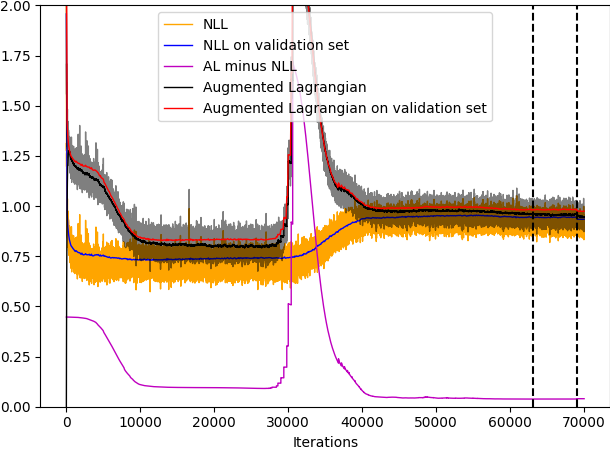 2.00
1.75
1.50
1.25
1.00
0.75
0.50
0.25
0.00
NLL
NLL on validation set
AL minus NLL
Augmented Lagrangian
Augmented Lagrangian on validation set
0 10000 20000 30000 40000 50000 60000 70000
Iterations